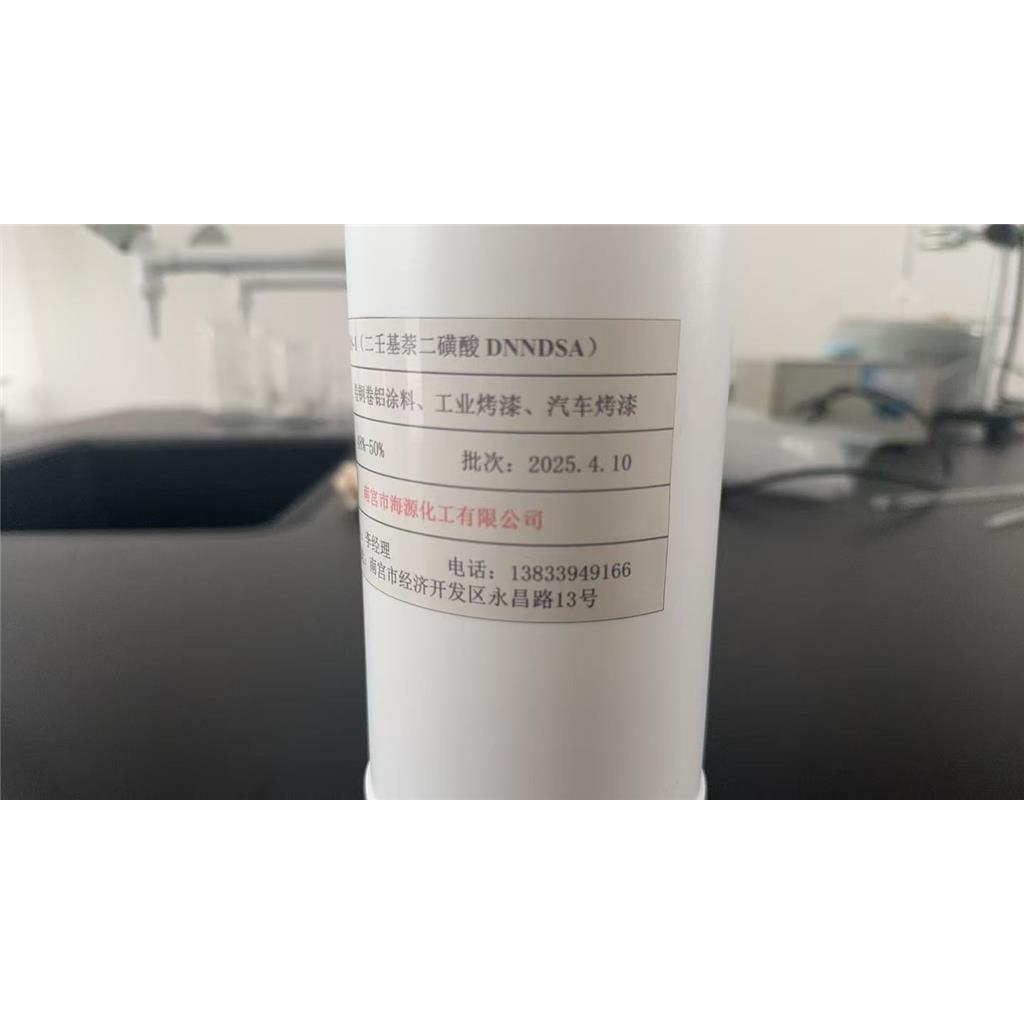 -1（二壬基萘二磺酸 DNNDSA）
卷铝涂料、工业烤漆、汽车烤漆
-50% 批次：2025.4.10
南宫市海源化工有限公司
李经理 电话：13833949166
南宫市经济开发区永昌路13号